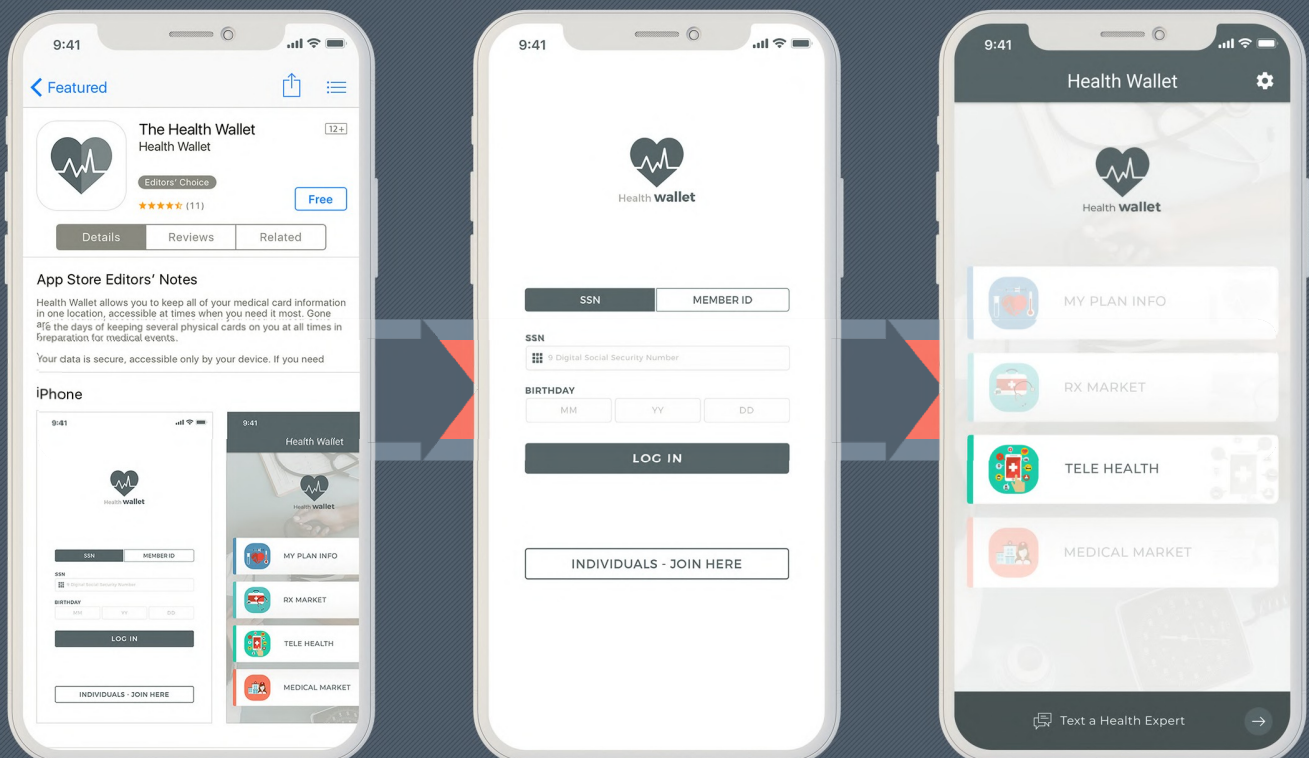 9:41
Featured
The Health Wallet
12+
Health Wallet
Editors' Choice
(11)
Free
Details
Reviews
Related
App Store Editors' Notes
Health Wallet allows you to keep all of your medical card information
in one location, accessible at times when you need it most. Gone
are the days of keeping several physical cards on you at all times in
preparation for medical events.
Your data is secure, accessible only by your device. If you need
iPhone
9:41
Health wallet
SSN
MEMBER ID
SSN
9 Digital Social Security Number
BIRTHDAY
MM
YY
DD
LOG IN
INDIVIDUALS - JOIN HERE
9:41
Health Wallet
Health wallet
MY PLAN INFO
RX MARKET
TELE HEALTH
MEDICAL MARKET
9:41
Health wallet
SSN
MEMBER ID
SSN
9 Digital Social Security Number
BIRTHDAY
MM
YY
DD
LOG IN
INDIVIDUALS - JOIN HERE
9:41
Health Wallet
Health wallet
MY PLAN INFO
RX MARKET
TELE HEALTH
MEDICAL MARKET
Text a Health Expert